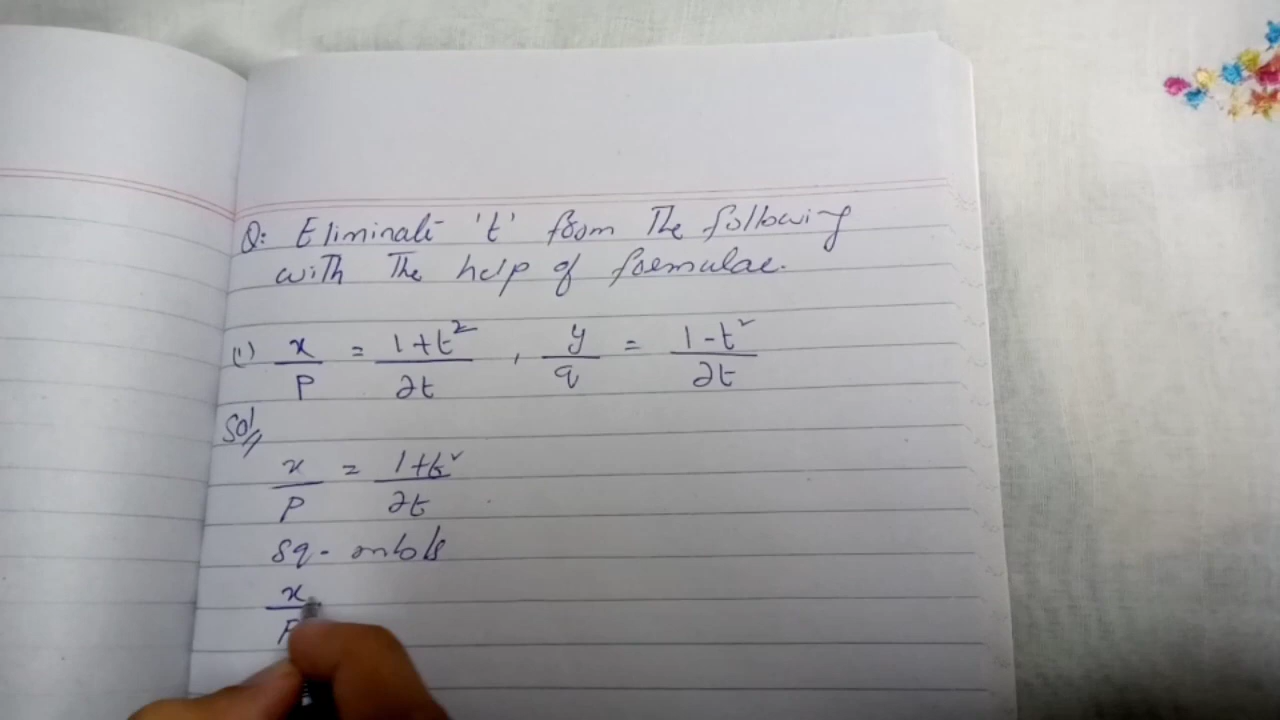 Q: Eliminate 't' from the following
with the help of formulae.
(1) x/P = 1+t²/2t , y/q = 1-t²/2t
Sol
x/P = 1+t²/2t
sq. on b/s
x/P